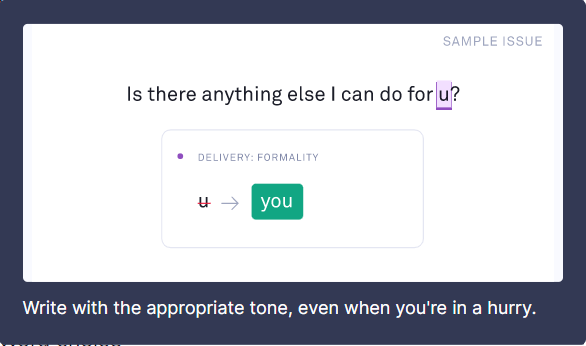 SAMPLE ISSUE
Is there anything else I can do for u?
DELIVERY: FORMALITY
u → you
Write with the appropriate tone, even when you're in a hurry.